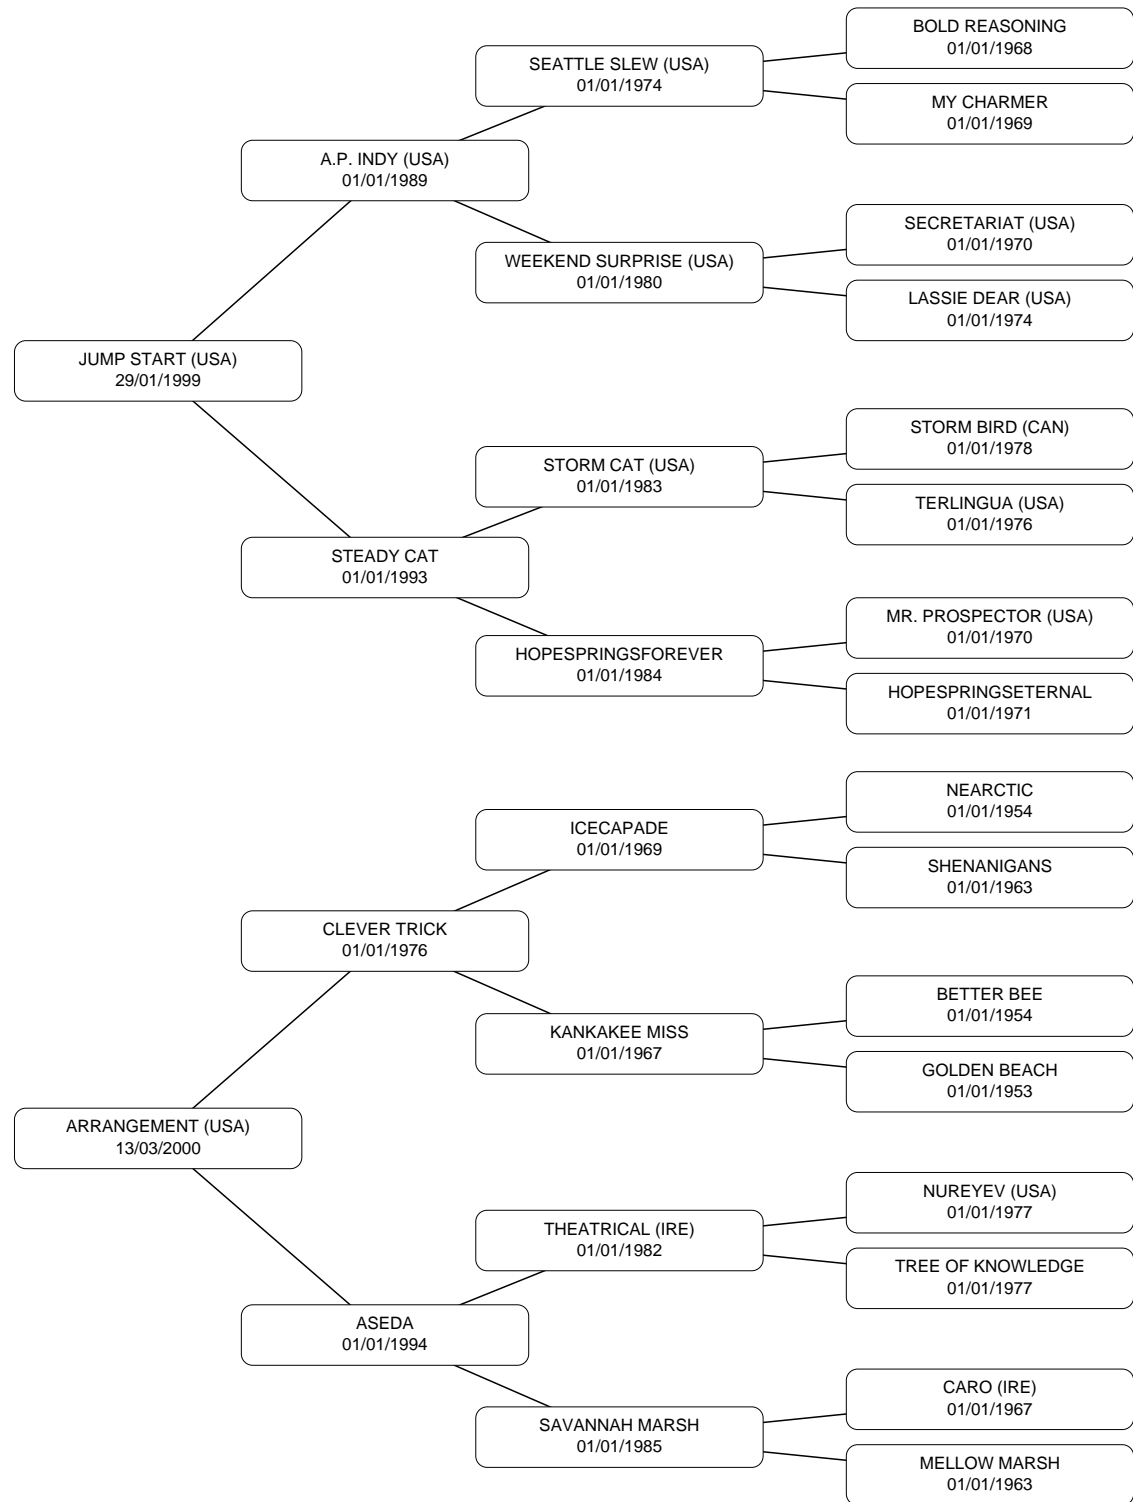 BOLD REASONING
01/01/1968
SEATTLE SLEW (USA)
01/01/1974
MY CHARMER
01/01/1969
A.P. INDY (USA)
01/01/1989
SECRETARIAT (USA)
01/01/1970
WEEKEND SURPRISE (USA)
01/01/1980
LASSIE DEAR (USA)
01/01/1974
JUMP START (USA)
29/01/1999
STORM BIRD (CAN)
01/01/1978
STORM CAT (USA)
01/01/1983
TERLINGUA (USA)
01/01/1976
STEADY CAT
01/01/1993
MR. PROSPECTOR (USA)
01/01/1970
HOPESPRINGSFOREVER
01/01/1984
HOPESPRINGSETERNAL
01/01/1971
NEARCTIC
01/01/1954
ICECAPADE
01/01/1969
SHENANIGANS
01/01/1963
CLEVER TRICK
01/01/1976
BETTER BEE
01/01/1954
KANKAKEE MISS
01/01/1967
GOLDEN BEACH
01/01/1953
ARRANGEMENT (USA)
13/03/2000
NUREYEV (USA)
01/01/1977
THEATRICAL (IRE)
01/01/1982
TREE OF KNOWLEDGE
01/01/1977
ASEDA
01/01/1994
CARO (IRE)
01/01/1967
SAVANNAH MARSH
01/01/1985
MELLOW MARSH
01/01/1963